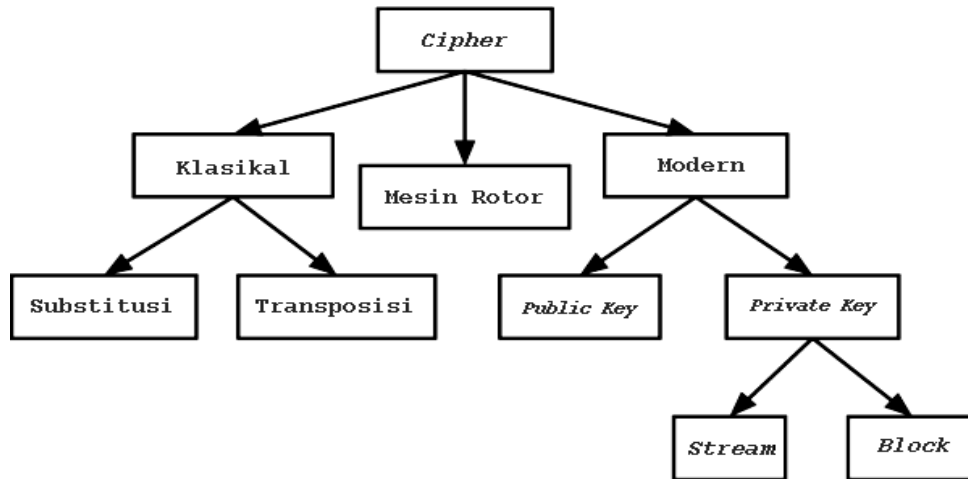 Cipher
Klasikal
Mesin Rotor
Modern
Substitusi
Transposisi
Public Key
Private Key
Stream
Block